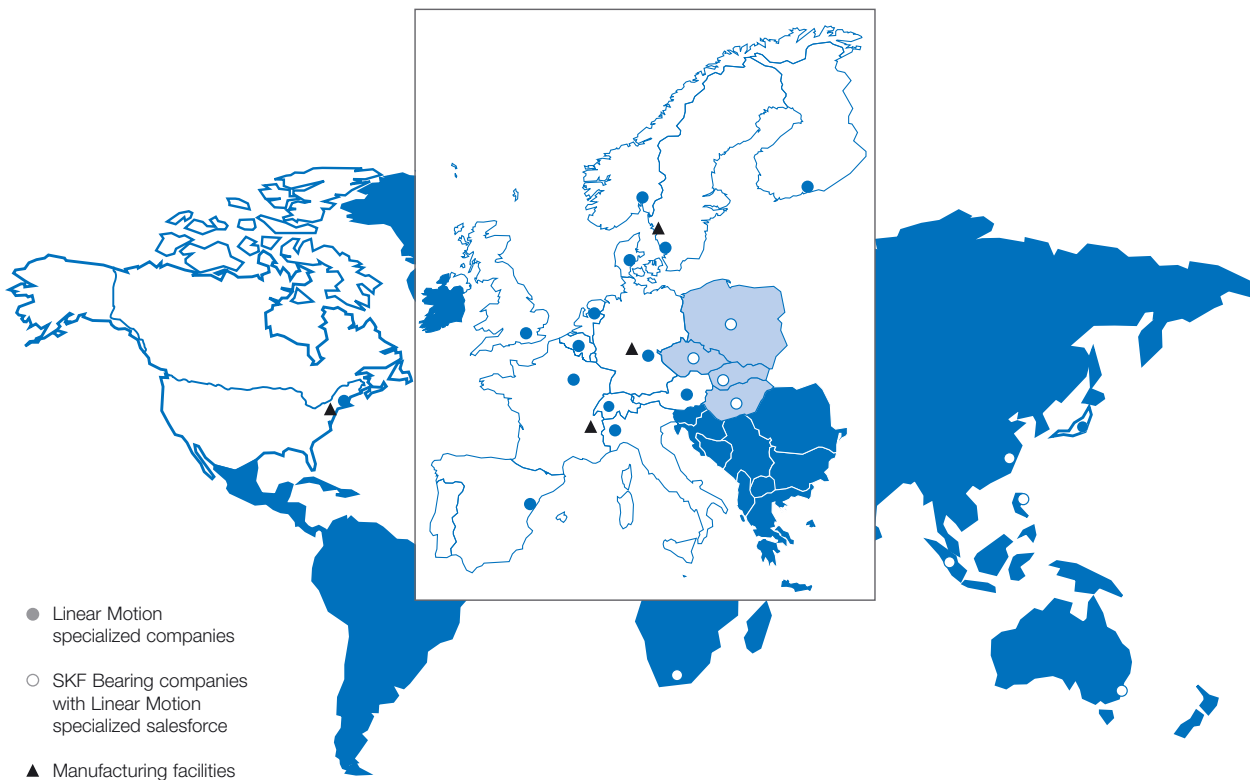 Linear Motion
specialized companies
SKF Bearing companies
with Linear Motion
specialized salesforce
Manufacturing facilities